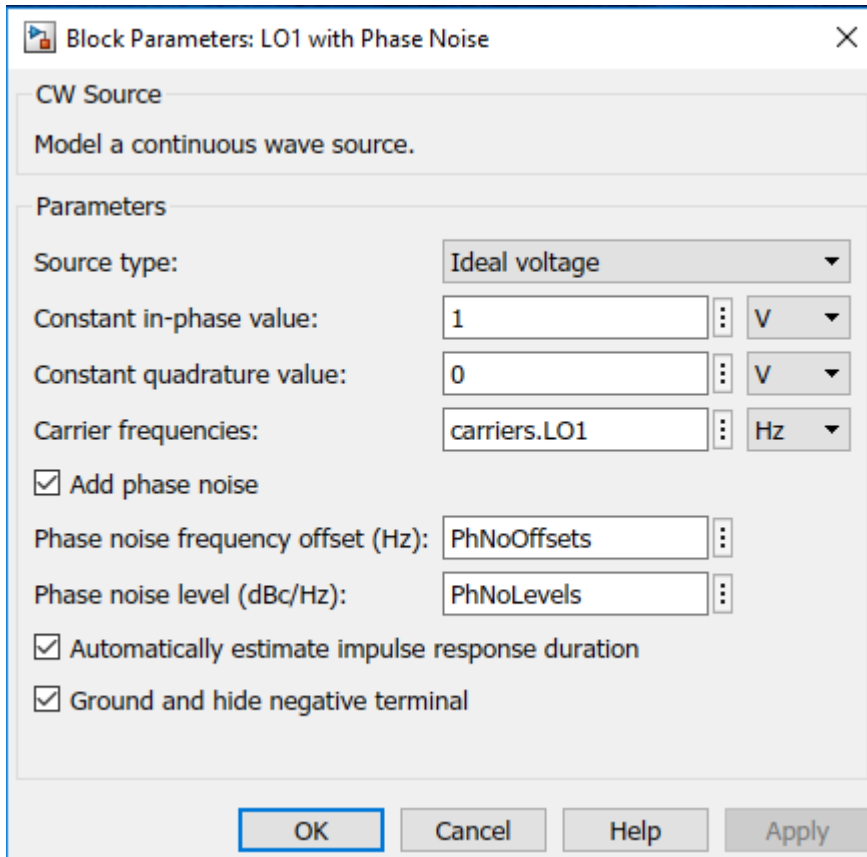 Block Parameters: LO1 with Phase Noise
CW Source
Model a continuous wave source.
Parameters
Source type: Ideal voltage
Constant in-phase value: 1 V
Constant quadrature value: 0 V
Carrier frequencies: carriers.LO1 Hz
Add phase noise
Phase noise frequency offset (Hz): PhNoOffsets
Phase noise level (dBc/Hz): PhNoLevels
Automatically estimate impulse response duration
Ground and hide negative terminal
OK Cancel Help Apply